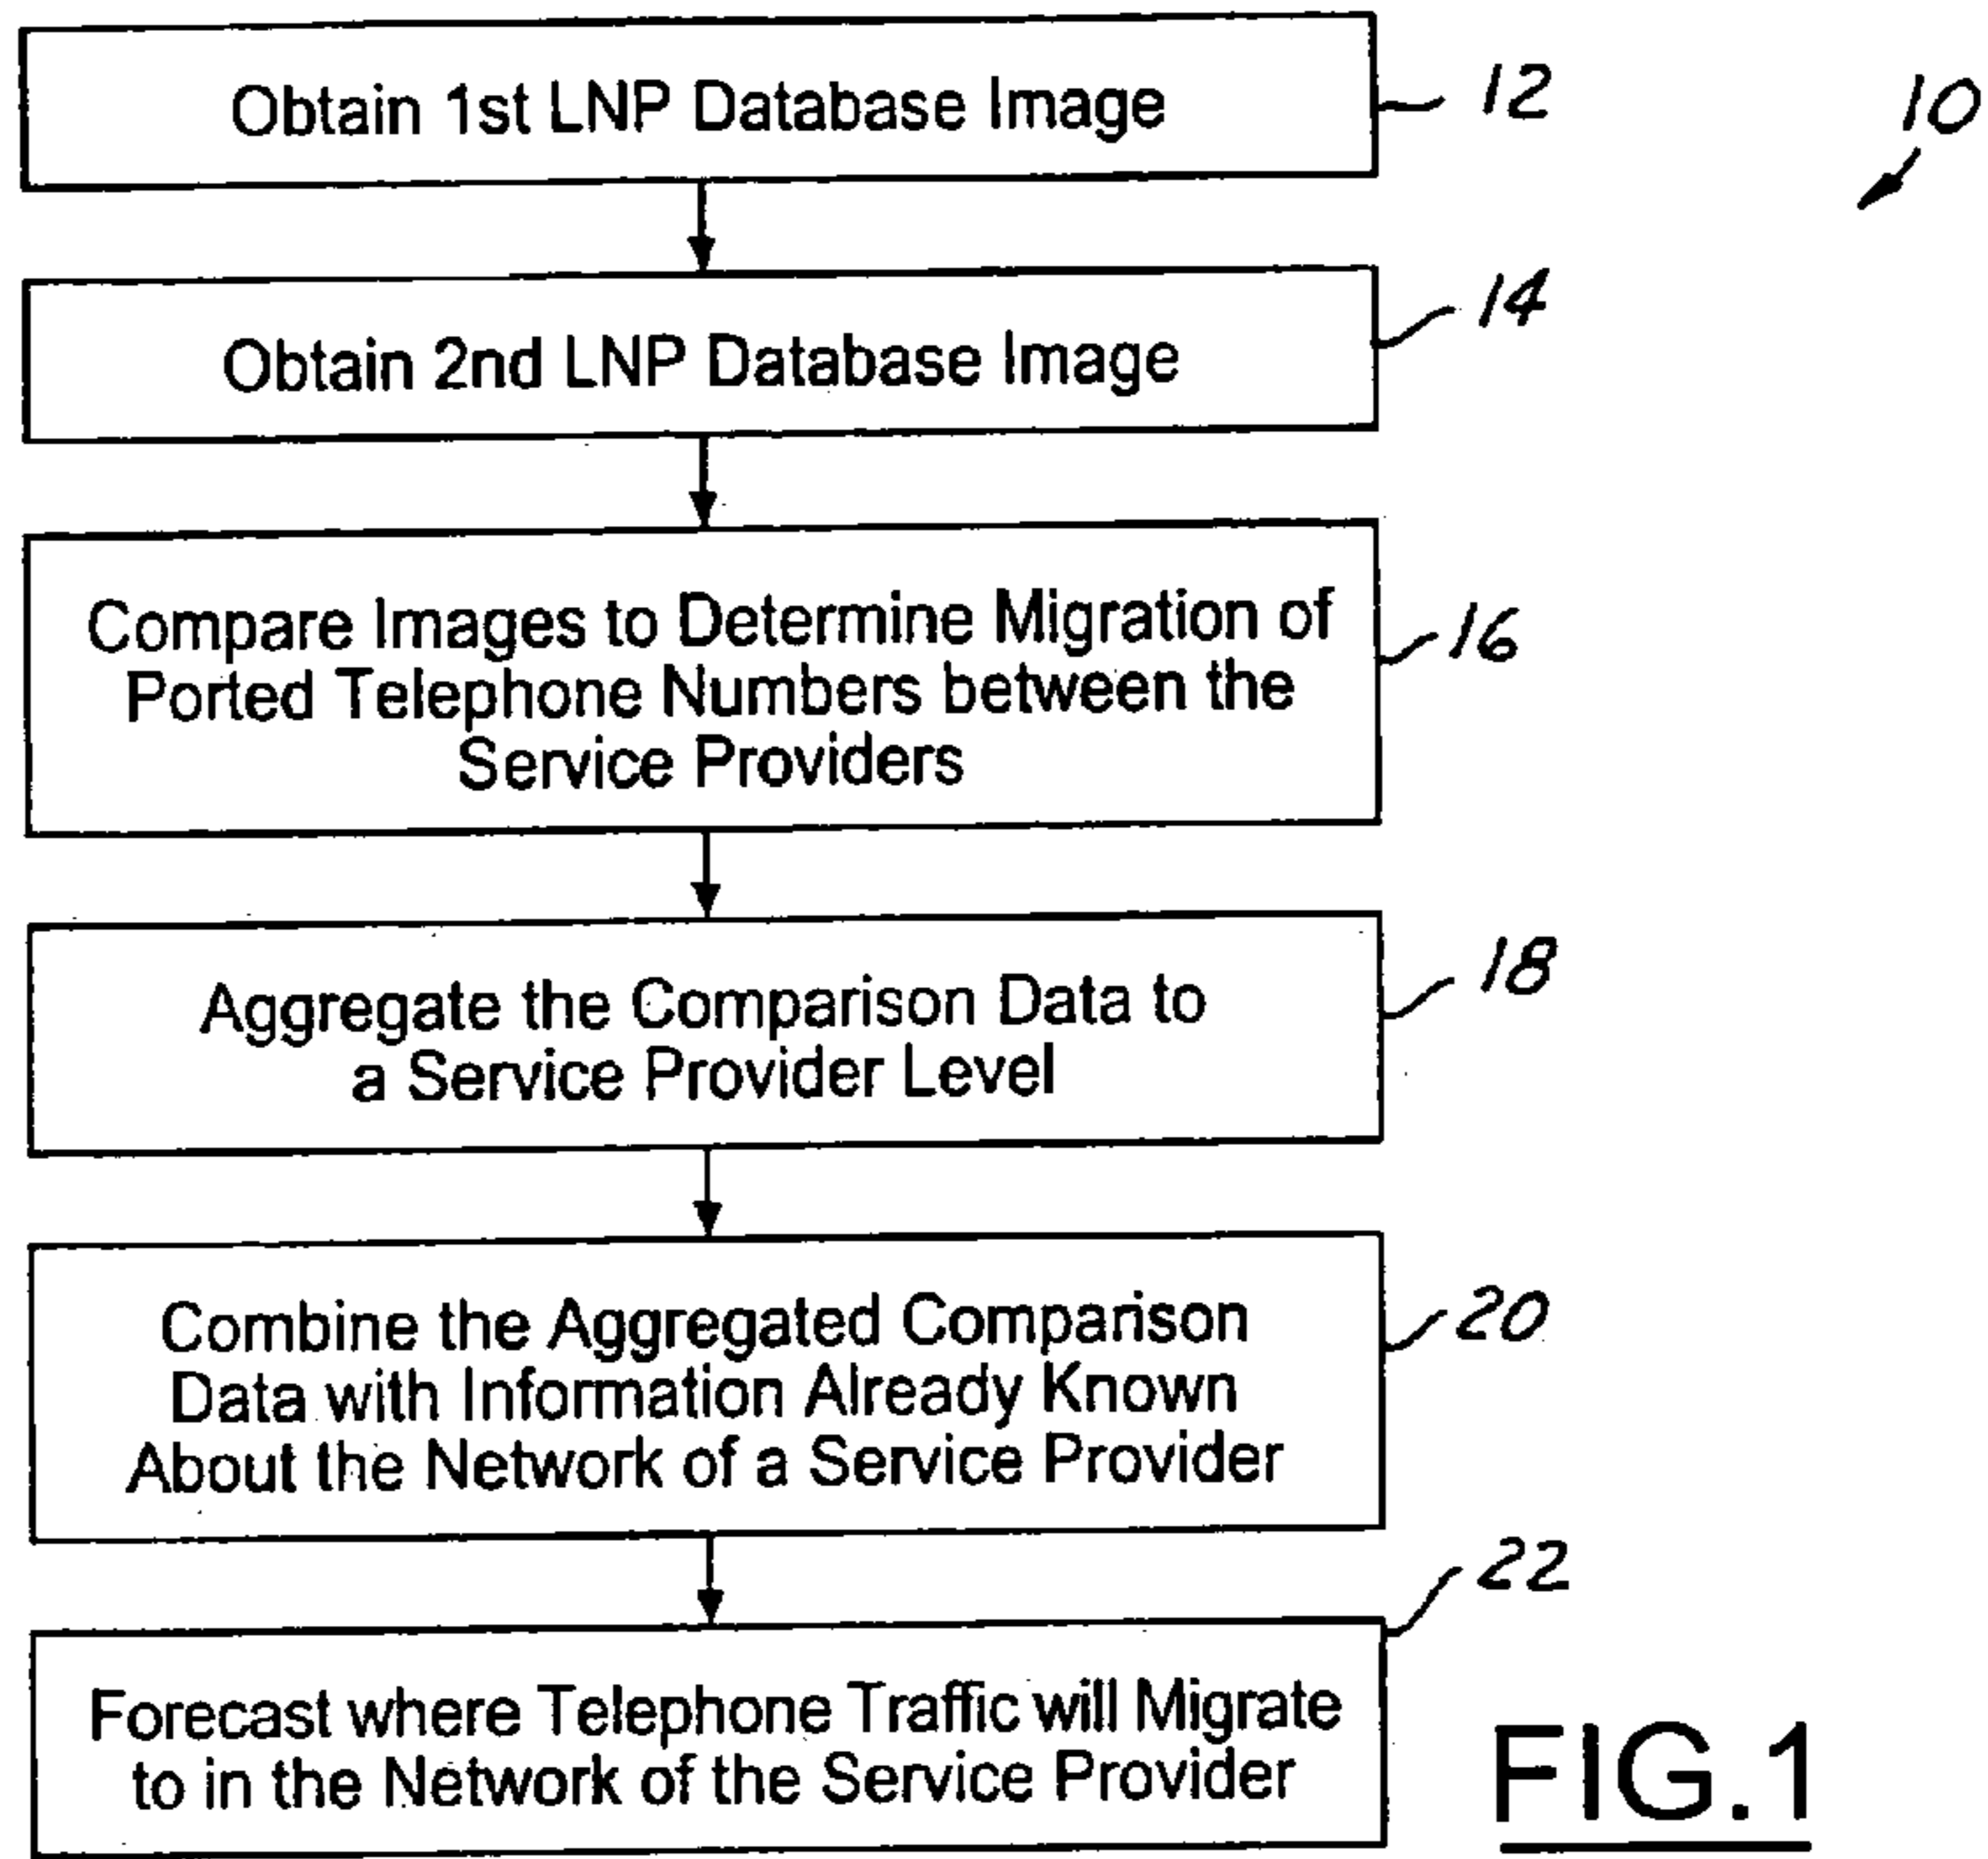 Obtain 1st LNP Database Image
12
10
Obtain 2nd LNP Database Image
14
Compare Images to Determine Migration of
Ported Telephone Numbers between the
Service Providers
16
Aggregate the Comparison Data to
a Service Provider Level
18
Combine the Aggregated Comparison
Data with Information Already Known
About the Network of a Service Provider
20
Forecast where Telephone Traffic will Migrate
to in the Network of the Service Provider
22
FIG.1